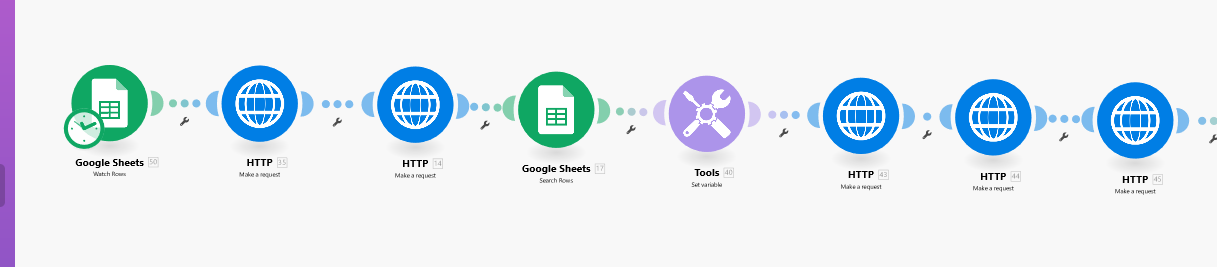 Google Sheets 50
Watch Rows
HTTP 15
Make a request
HTTP 14
Make a request
Google Sheets 17
Search Rows
Tools 40
Set variable
HTTP 43
Make a request
HTTP 44
Make a request
HTTP 45
Make a request